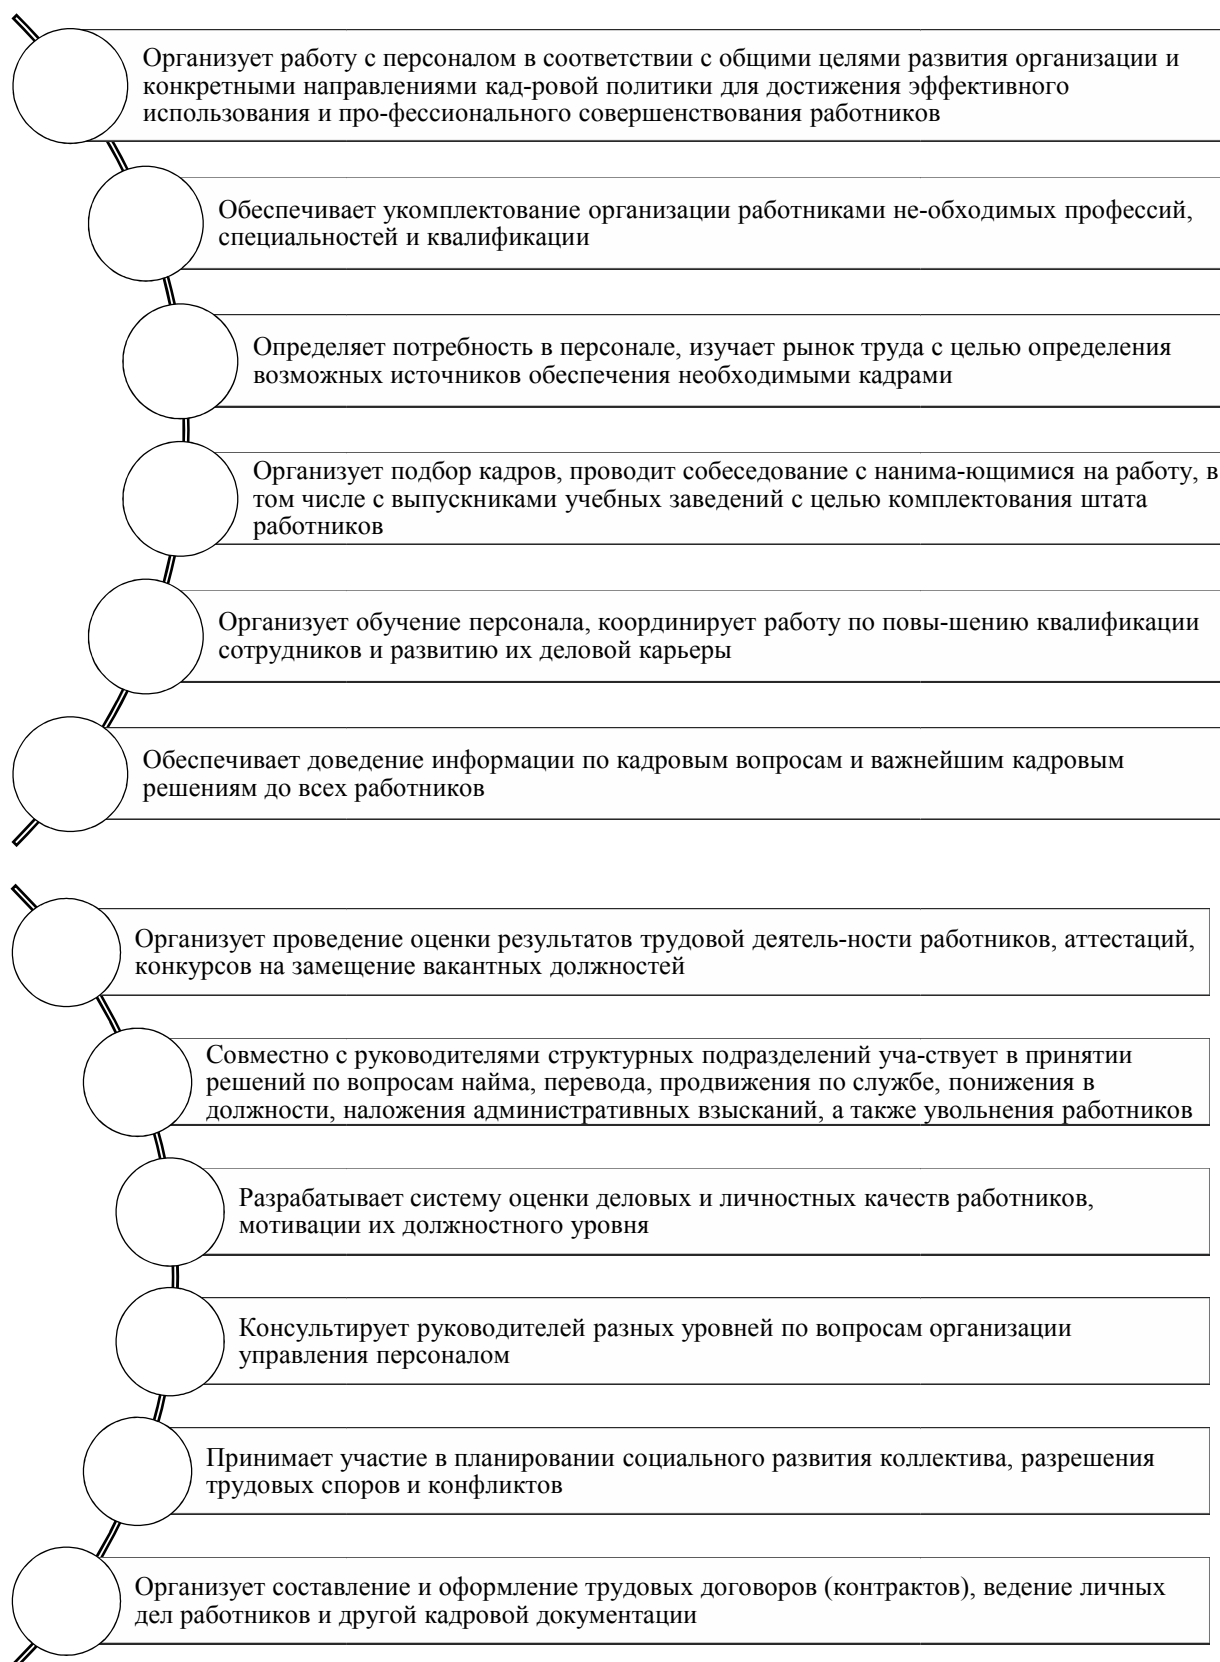 Организует работу с персоналом в соответствии с общими целями развития организации и
конкретными направлениями кад-ровой политики для достижения эффективного
использования и про-фессионального совершенствования работников
Обеспечивает укомплектование организации работниками не-обходимых профессий,
специальностей и квалификации
Определяет потребность в персонале, изучает рынок труда с целью определения
возможных источников обеспечения необходимыми кадрами
Организует подбор кадров, проводит собеседование с нанима-ющимися на работу, в
том числе с выпускниками учебных заведений с целью комплектования штата
работников
Организует обучение персонала, координирует работу по повы-шению квалификации
сотрудников и развитию их деловой карьеры
Обеспечивает доведение информации по кадровым вопросам и важнейшим кадровым
решениям до всех работников
Организует проведение оценки результатов трудовой деятель-ности работников, аттестаций,
конкурсов на замещение вакантных должностей
Совместно с руководителями структурных подразделений уча-ствует в принятии
решений по вопросам найма, перевода, продвижения по службе, понижения в
должности, наложения административных взысканий, а также увольнения работников
Разрабатывает систему оценки деловых и личностных качеств работников,
мотивации их должностного уровня
Консультирует руководителей разных уровней по вопросам организации
управления персоналом
Принимает участие в планировании социального развития коллектива, разрешения
трудовых споров и конфликтов
Организует составление и оформление трудовых договоров (контрактов), ведение личных
дел работников и другой кадровой документации